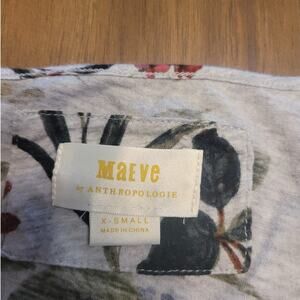 Maeve
by ANTHROPOLOGIE
X-SMALL
MADE IN CHINA